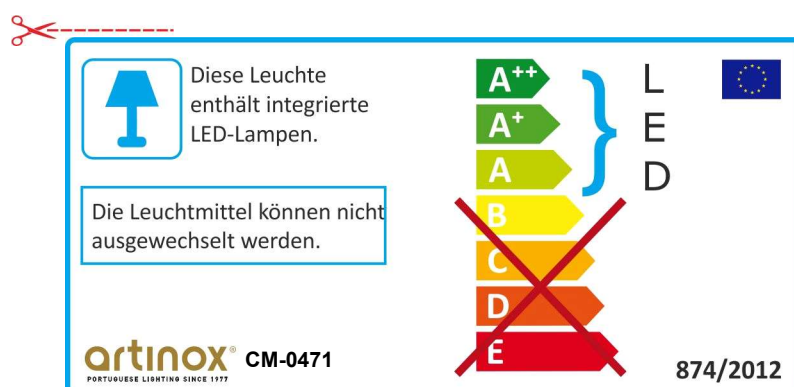 Diese Leuchte
enthält integrierte
LED-Lampen.
Die Leuchtmittel können nicht
ausgewechselt werden.
A++
A+
A
B
C
D
E
L
E
D
artinox® CM-0471
PORTUGUESE LIGHTING SINCE 1977
874/2012